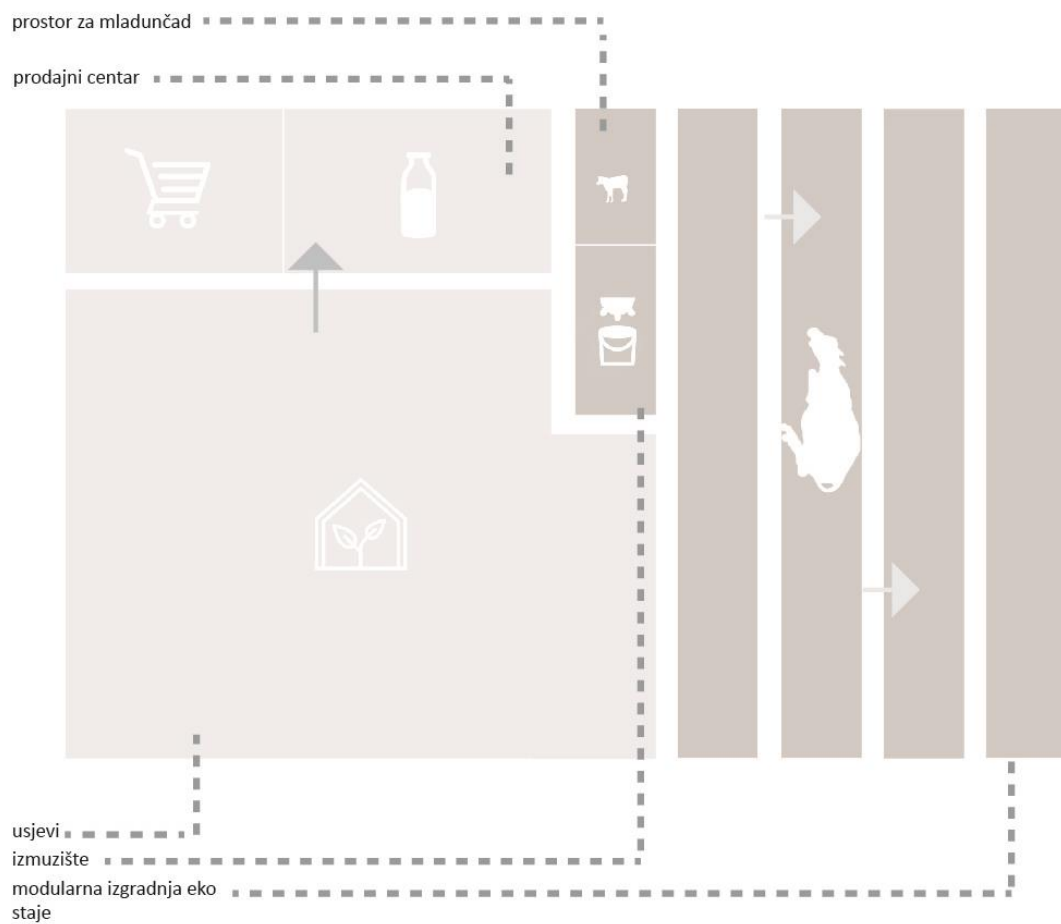 prostor za mladunčad
prodajni centar
usjevi
izmuzište
modularna izgradnja eko
staje